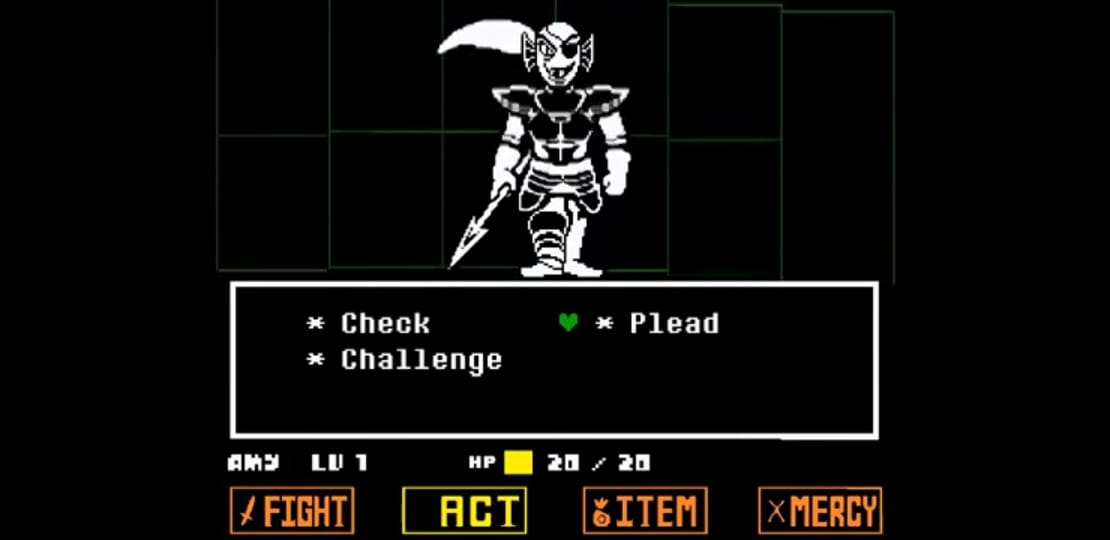 * Check * Plead
* Challenge
AMY LV 1 HP 20 / 20
FIGHT ACT ITEM MERCY